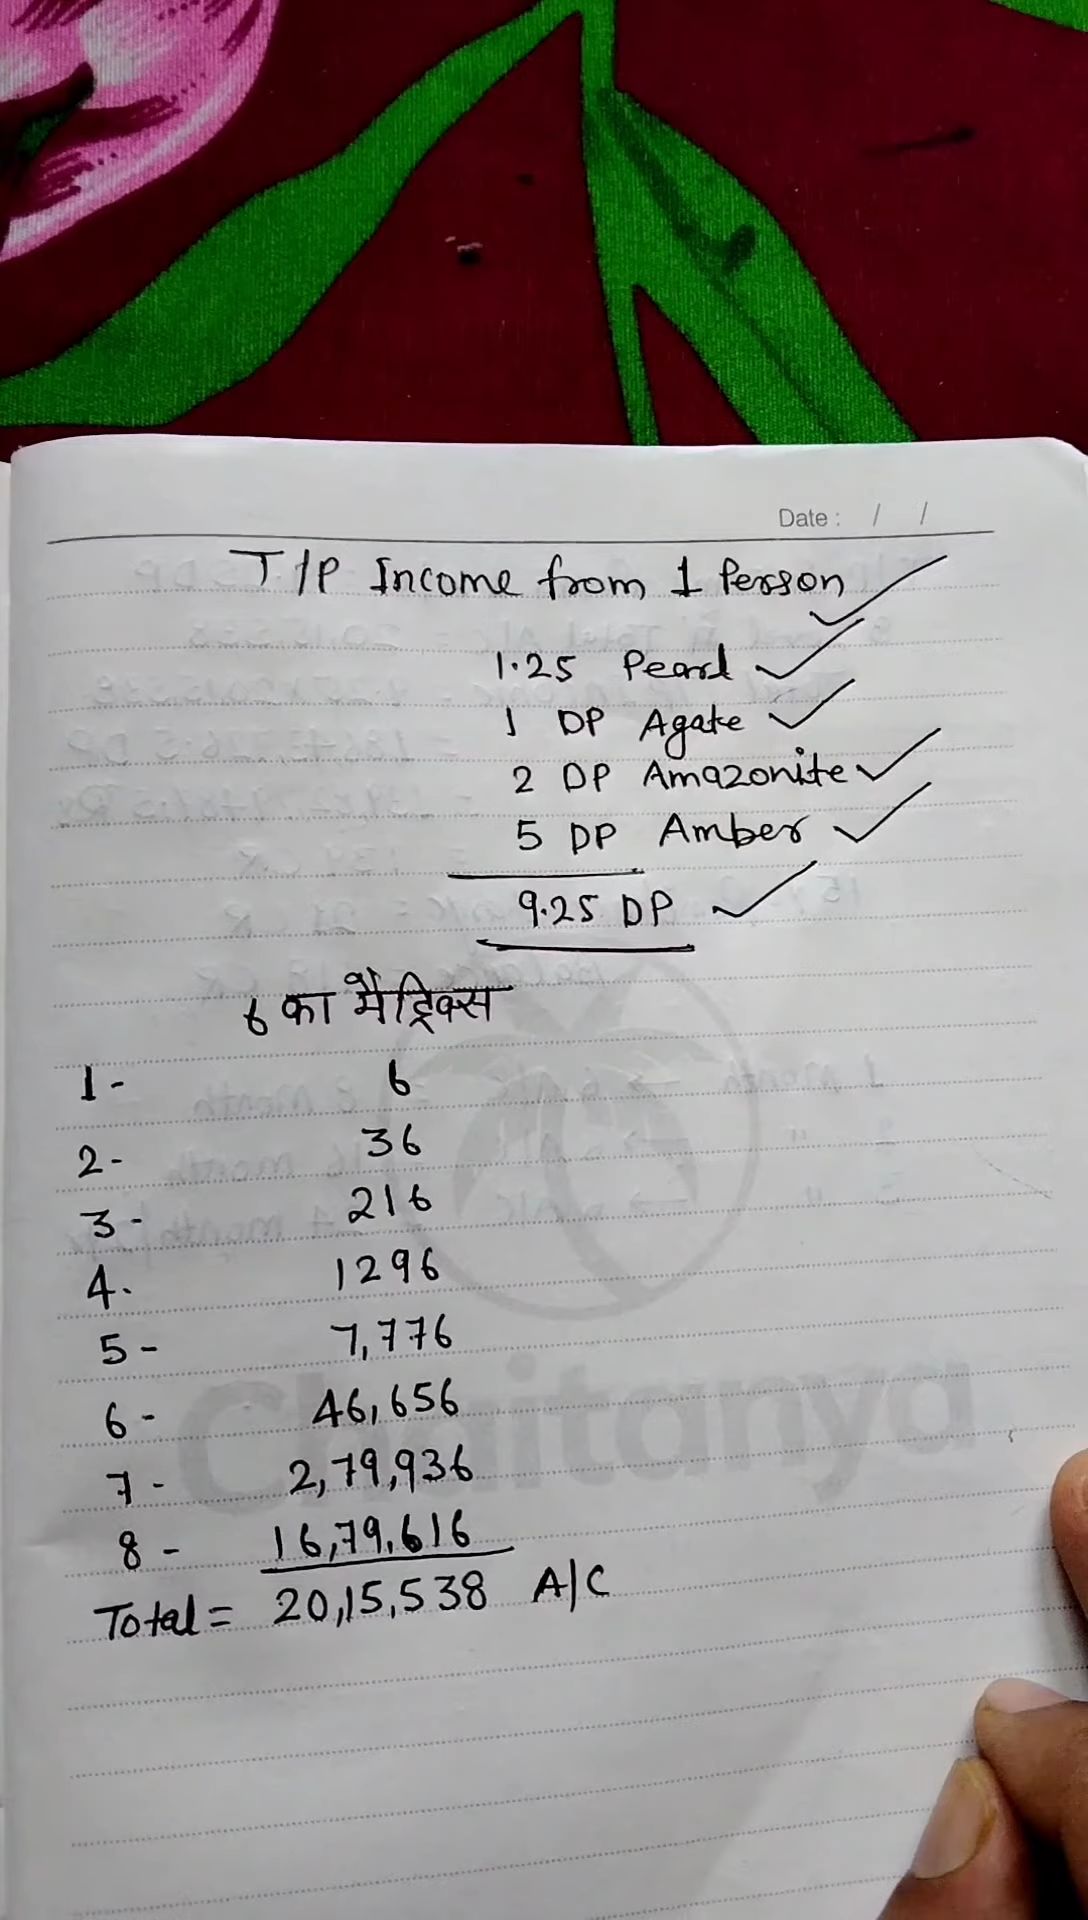 Date : / /
T/P Income from 1 Person
1.25 Pearl
1 DP Agate
2 DP Amazonite
5 DP Amber
9.25 DP
6 का मैट्रिक्स
1- 6
2- 36
3- 216
4. 1296
5- 7,776
6- 46,656
7- 2,79,936
8- 16,79,616
Total = 20,15,538 A/C
Chaitanya